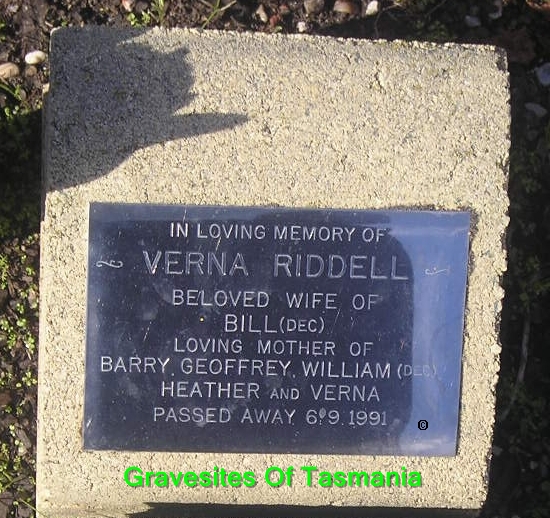 IN LOVING MEMORY OF
VERNA RIDDELL
BELOVED WIFE OF
BILL (DEC)
LOVING MOTHER OF
BARRY, GEOFFREY, WILLIAM (DEC)
HEATHER AND VERNA
PASSED AWAY 6.9.1991
©
Gravesites Of Tasmania